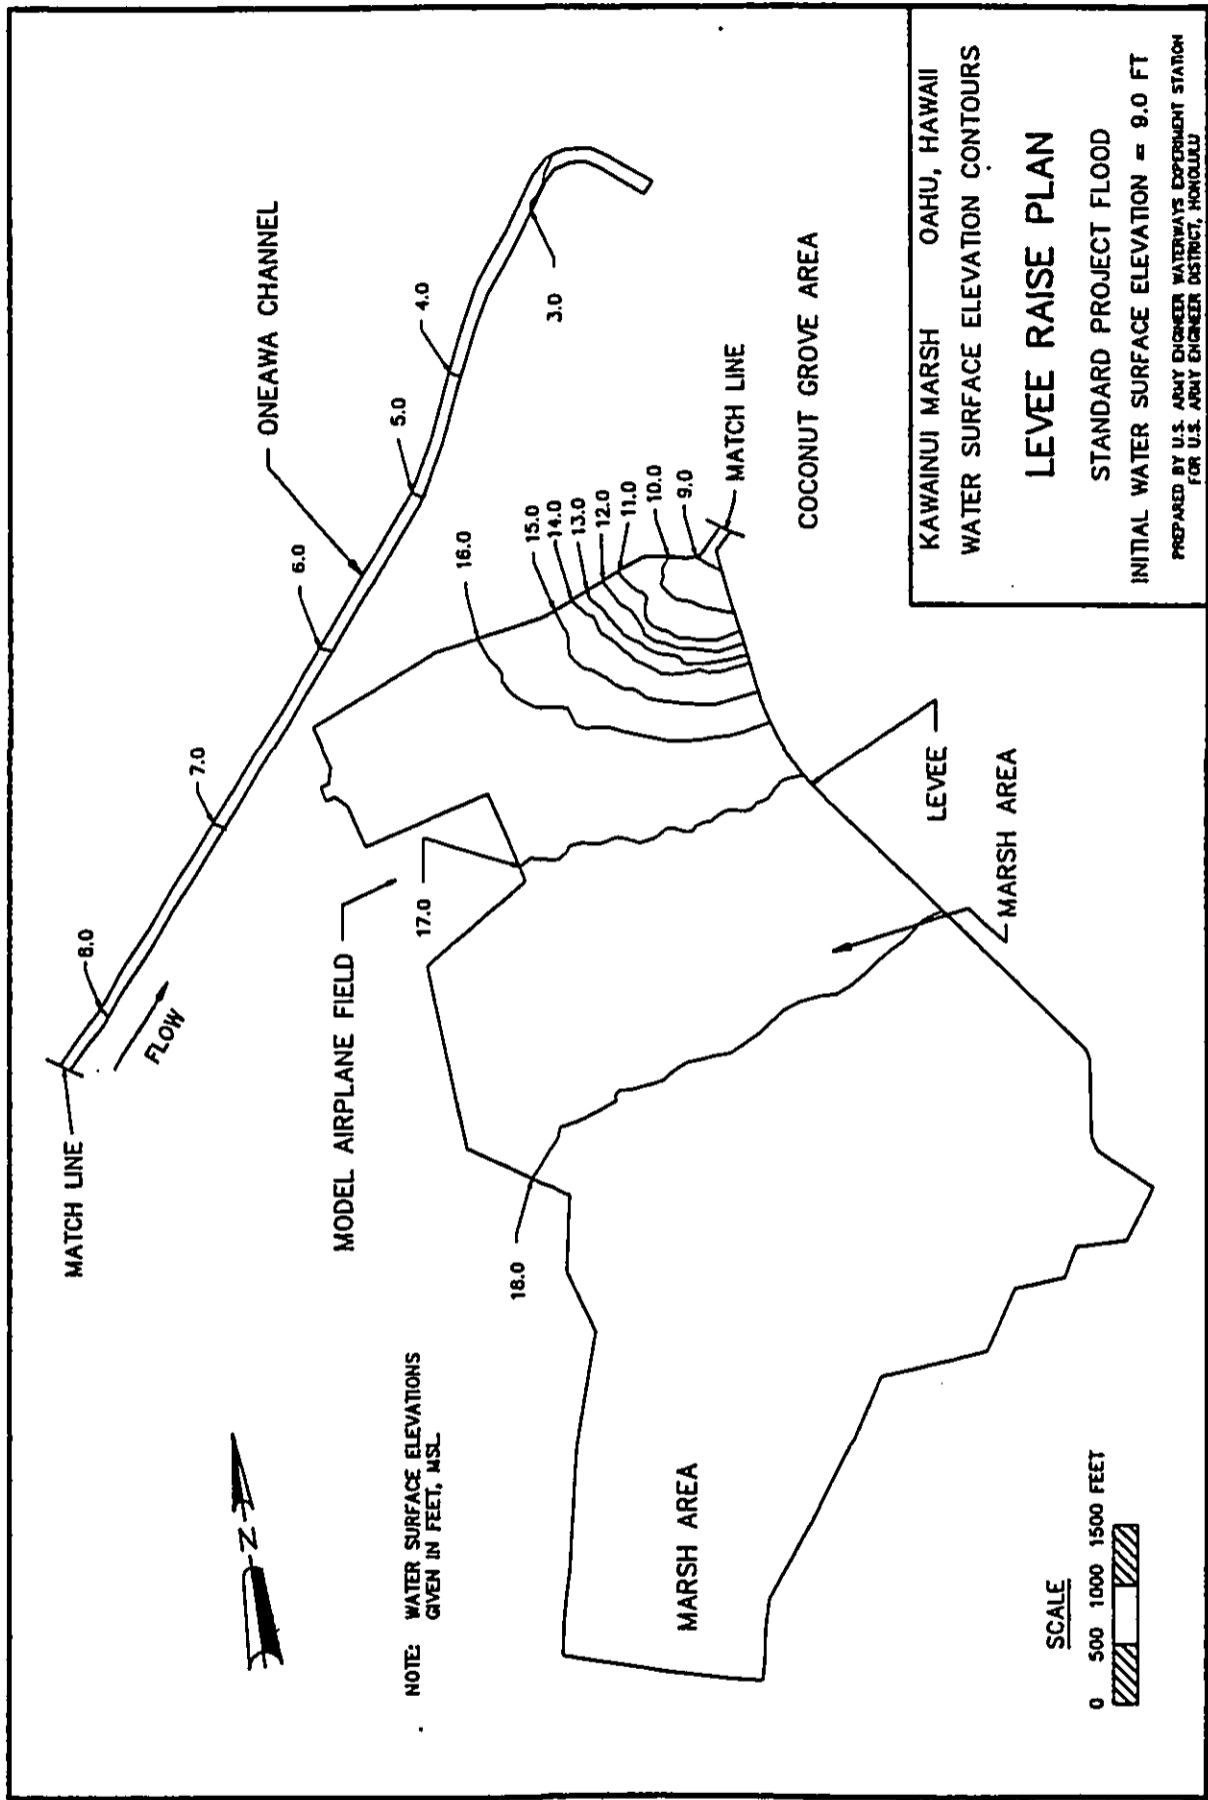 MATCH LINE
8.0
FLOW
7.0
6.0
ONEAWA CHANNEL
5.0
4.0
3.0
MODEL AIRPLANE FIELD
17.0
16.0
15.0
14.0
13.0
12.0
11.0
10.0
9.0
MATCH LINE
COCONUT GROVE AREA
18.0
LEVEE
MARSH AREA
N
NOTE: WATER SURFACE ELEVATIONS
GIVEN IN FEET, MSL
MARSH AREA
SCALE
0 500 1000 1500 FEET
KAWAINUI MARSH OAHU, HAWAII
WATER SURFACE ELEVATION CONTOURS
LEVEE RAISE PLAN
STANDARD PROJECT FLOOD
INITIAL WATER SURFACE ELEVATION = 9.0 FT
PREPARED BY U.S. ARMY ENGINEER WATERWAYS EXPERIMENT STATION
FOR U.S. ARMY ENGINEER DISTRICT, HONOLULU